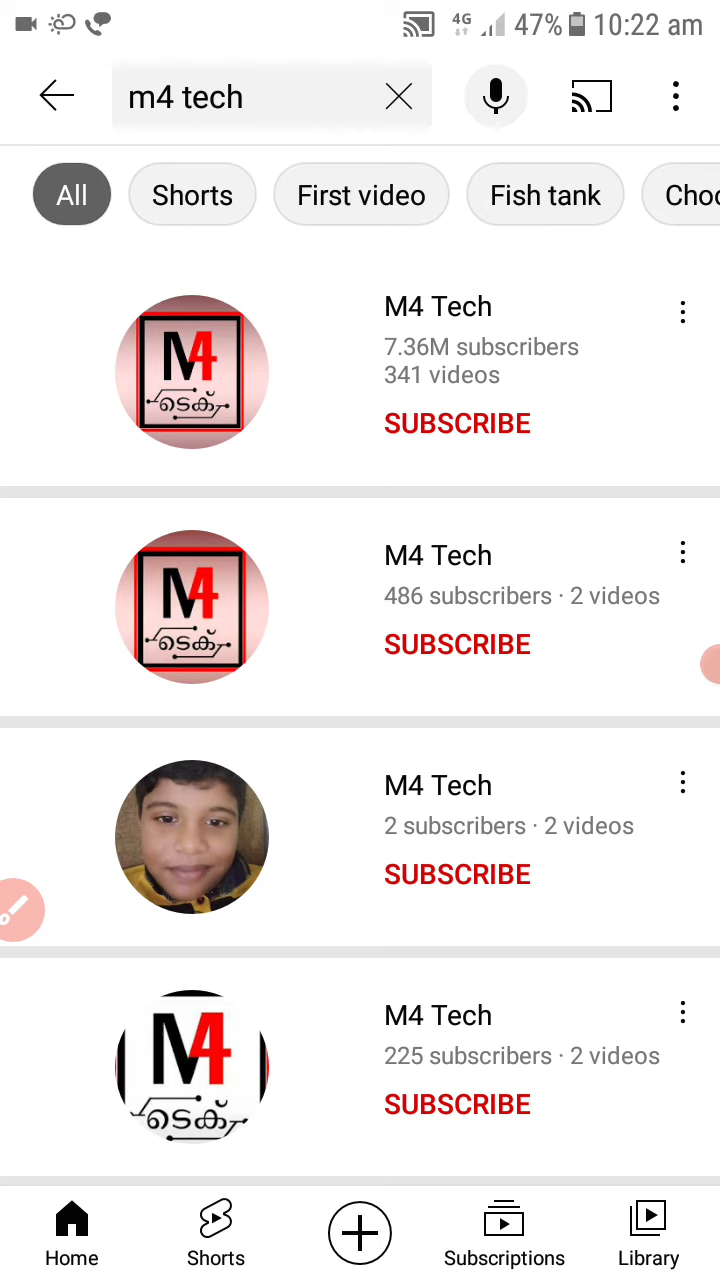 4G 47% 10:22 am
m4 tech
All Shorts First video Fish tank Choo
M4 Tech
7.36M subscribers
341 videos
SUBSCRIBE
M4
ടെക്
M4 Tech
486 subscribers · 2 videos
SUBSCRIBE
M4
ടെക്
M4 Tech
2 subscribers · 2 videos
SUBSCRIBE
M4 Tech
225 subscribers · 2 videos
SUBSCRIBE
M4
ടെക്
Home Shorts Subscriptions Library